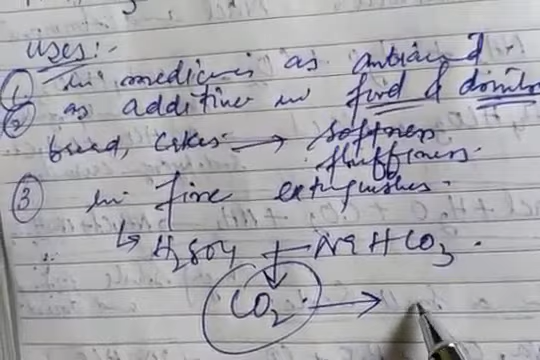 Uses:-
① In medicines as antiacid
② as additive in food & drinks
bread, cakes → softness
fluffiness.
③ in fire extinguisher.
↳ H₂SO₄ + NaHCO₃.
↓
CO₂ →